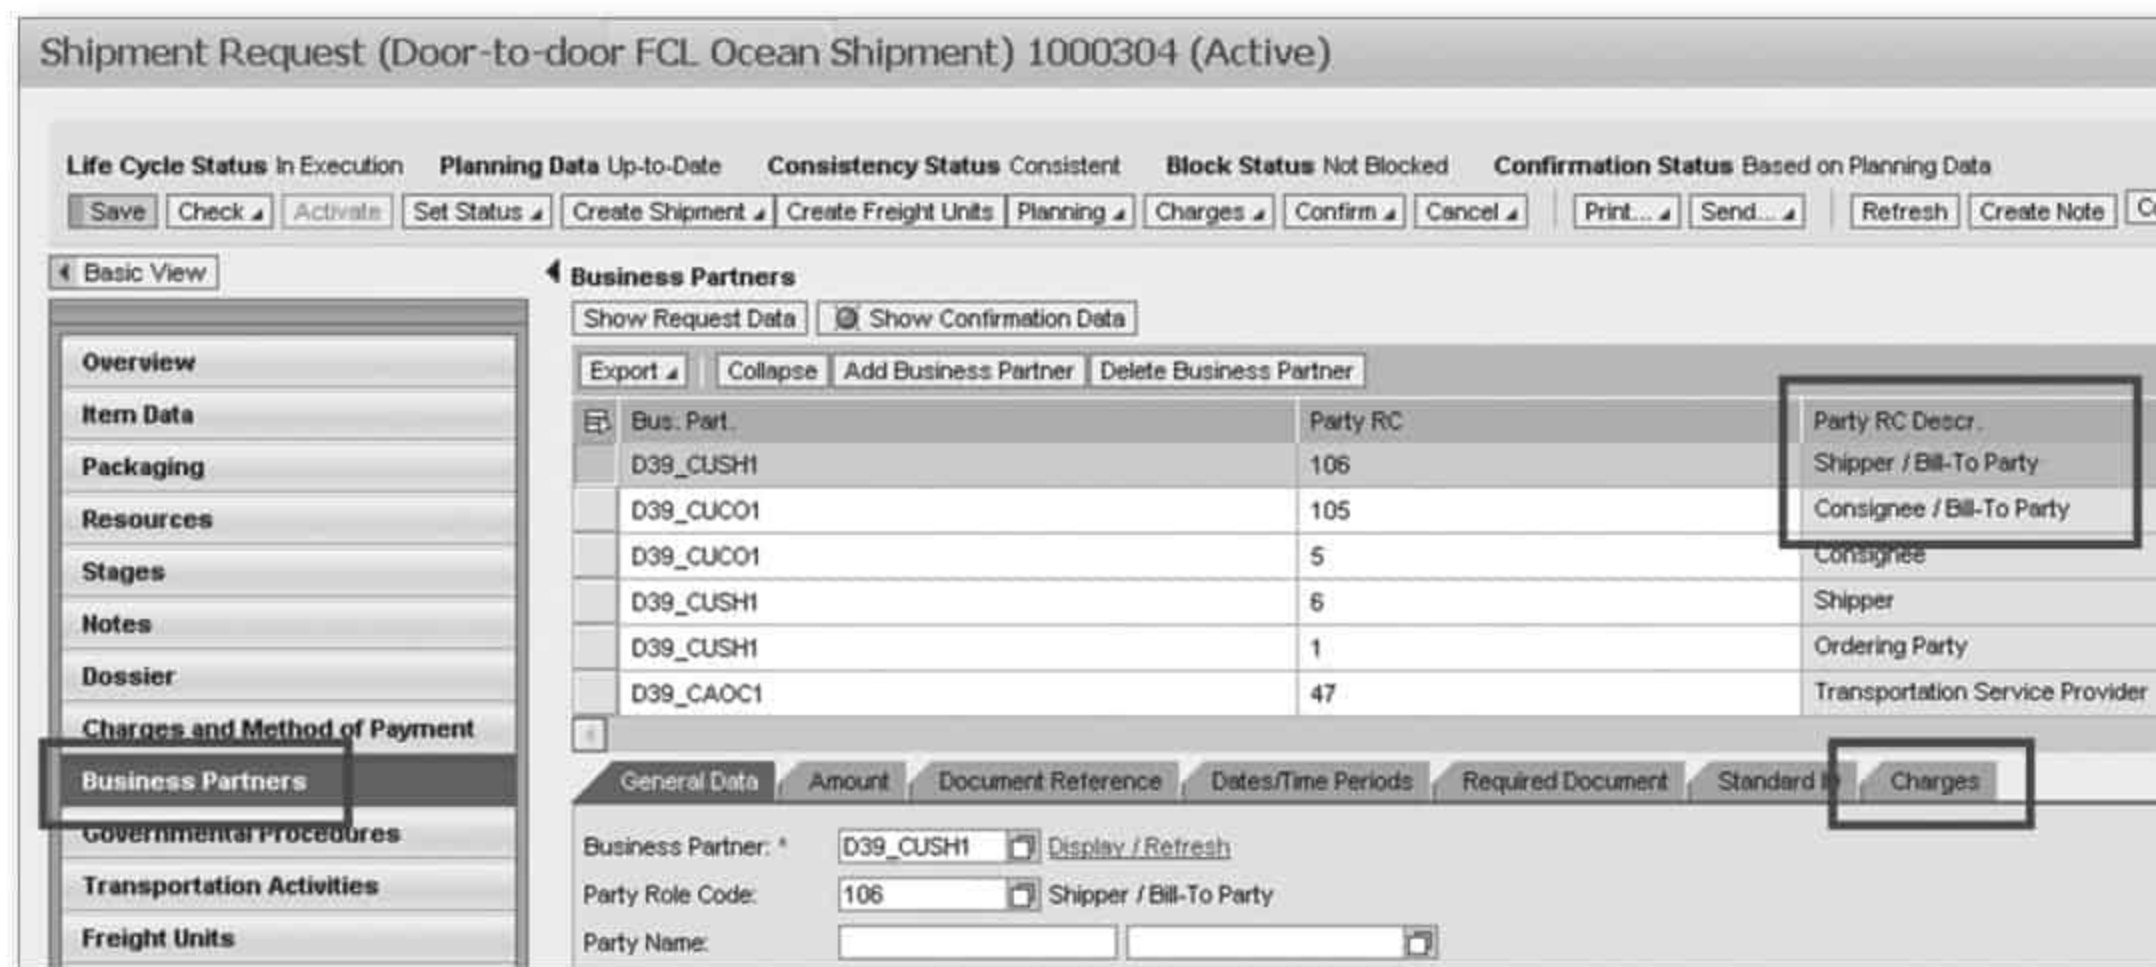 Shipment Request (Door-to-door FCL Ocean Shipment) 1000304 (Active)
Life Cycle Status In Execution Planning Data Up-to-Date Consistency Status Consistent Block Status Not Blocked Confirmation Status Based on Planning Data
Save Check Activate Set Status Create Shipment Create Freight Units Planning Charges Confirm Cancel Print... Send... Refresh Create Note
Basic View
Overview
Item Data
Packaging
Resources
Stages
Notes
Dossier
Charges and Method of Payment
Business Partners
Governmental Procedures
Transportation Activities
Freight Units
Business Partners
Show Request Data Show Confirmation Data
Export Collapse Add Business Partner Delete Business Partner
Bus. Part. Party RC Party RC Descr.
D39_CUSH1 106 Shipper / Bill-To Party
D39_CUCO1 105 Consignee / Bill-To Party
D39_CUCO1 5 Consignee
D39_CUSH1 6 Shipper
D39_CUSH1 1 Ordering Party
D39_CAOC1 47 Transportation Service Provider
General Data Amount Document Reference Dates/Time Periods Required Document Standard Charges
Business Partner: * D39_CUSH1 Display / Refresh
Party Role Code: 106 Shipper / Bill-To Party
Party Name: